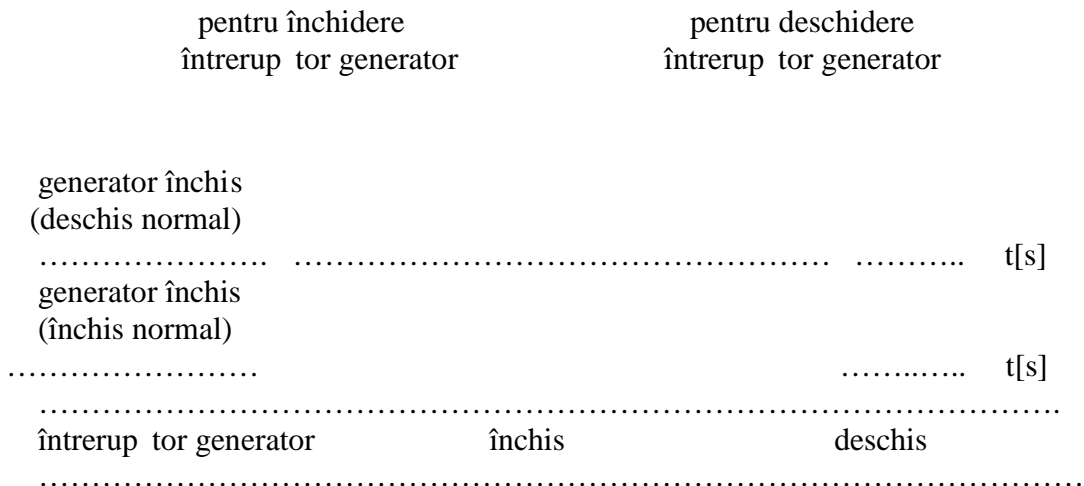 pentru închidere pentru deschidere
întrerup tor generator întrerup tor generator
generator închis
(deschis normal)
…………………. …………………………………………… ……….. t[s]
generator închis
(închis normal)
…………………… ……..….. t[s]
…………………………………………………………………………………….
întrerup tor generator închis deschis
………………………………………………………………………………………